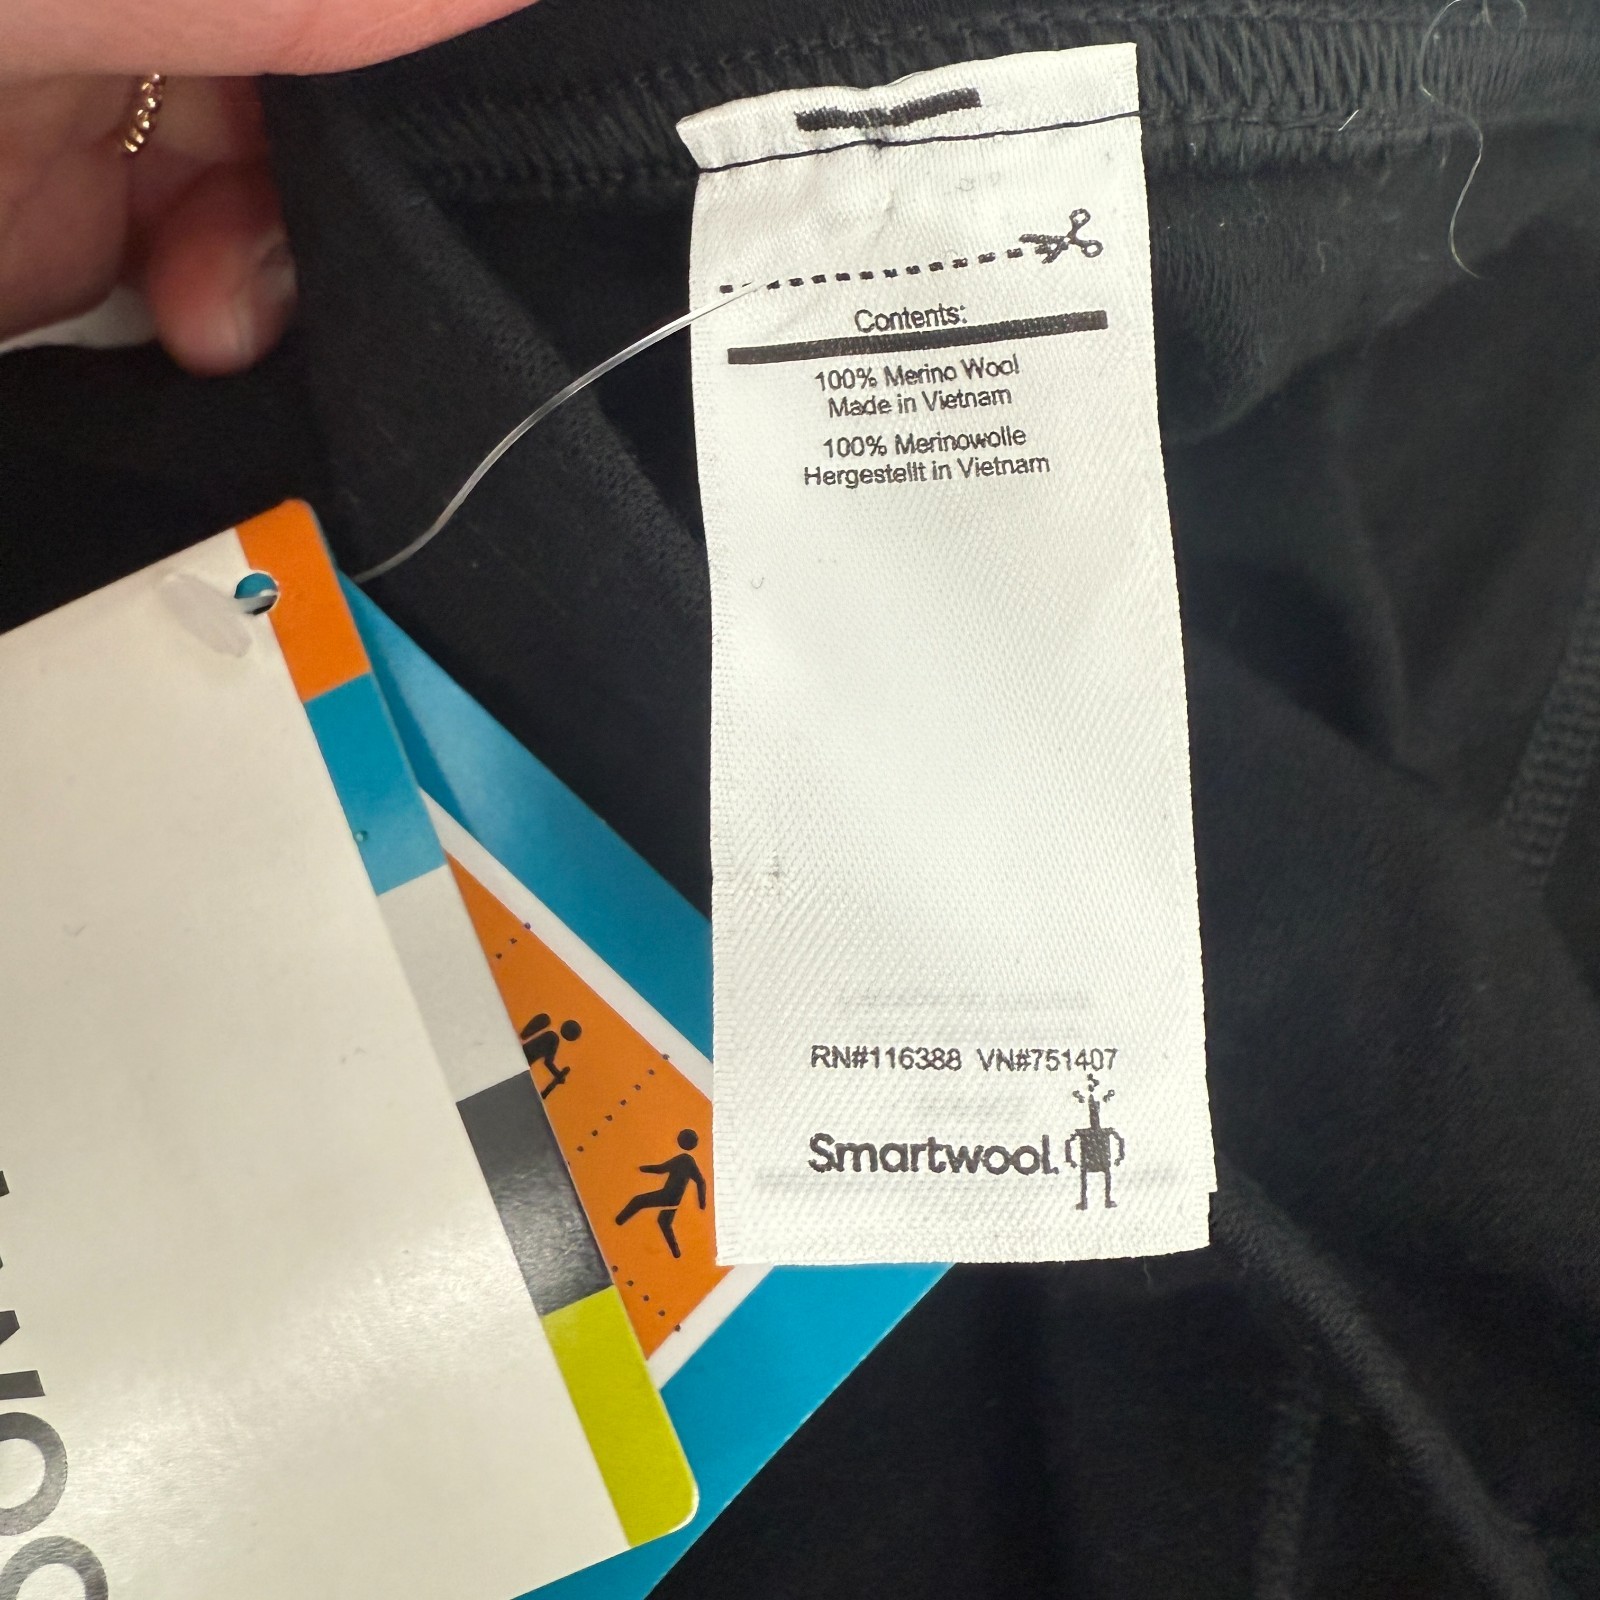 Contents:
100% Merino Wool
Made in Vietnam
100% Merinowolle
Hergestellt in Vietnam
RN#116388 VN#751407
Smartwool.